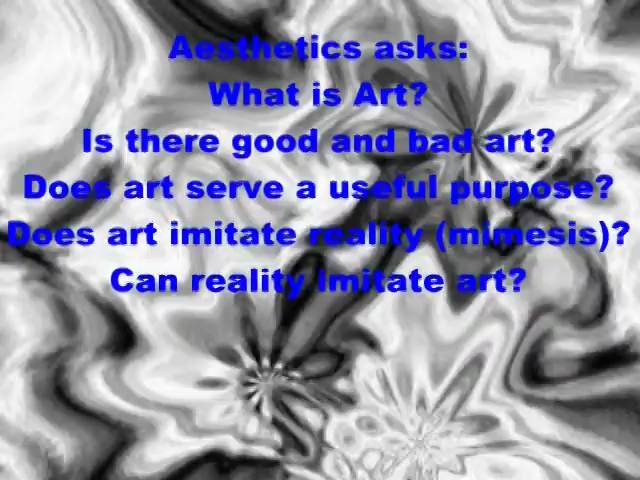 Aesthetics asks:
What is Art?
Is there good and bad art?
Does art serve a useful purpose?
Does art imitate reality (mimesis)?
Can reality imitate art?